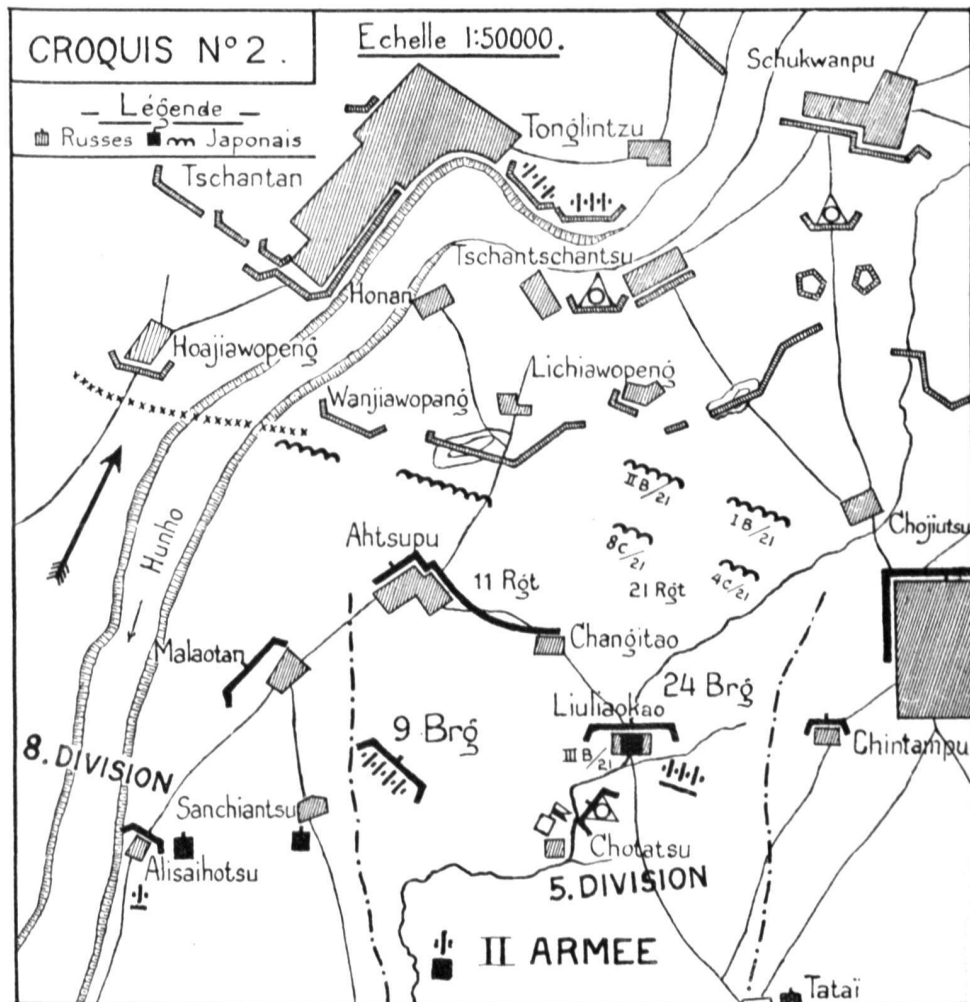 CROQUIS N° 2.
Echelle 1:50000.
Légende
Russes Japonais
Schukwanpu
Tonglintzu
Tschantan
Tschantschantsu
Honan
Hoajiawopeng
Lichiawopeng
Wanjiawopang
II B/21
I B/21
Chojiutsu
Hunho
Ahtsupu
8C/21
11 Rgt
21 Rgt
4C/21
Changitao
Malaotan
24 Brg
Liuliaokao
9 Brg
III B/21
Chintampu
8. DIVISION
Sanchiantsu
Alisaihotsu
Chotatsu
5. DIVISION
II ARMEE
Tataï